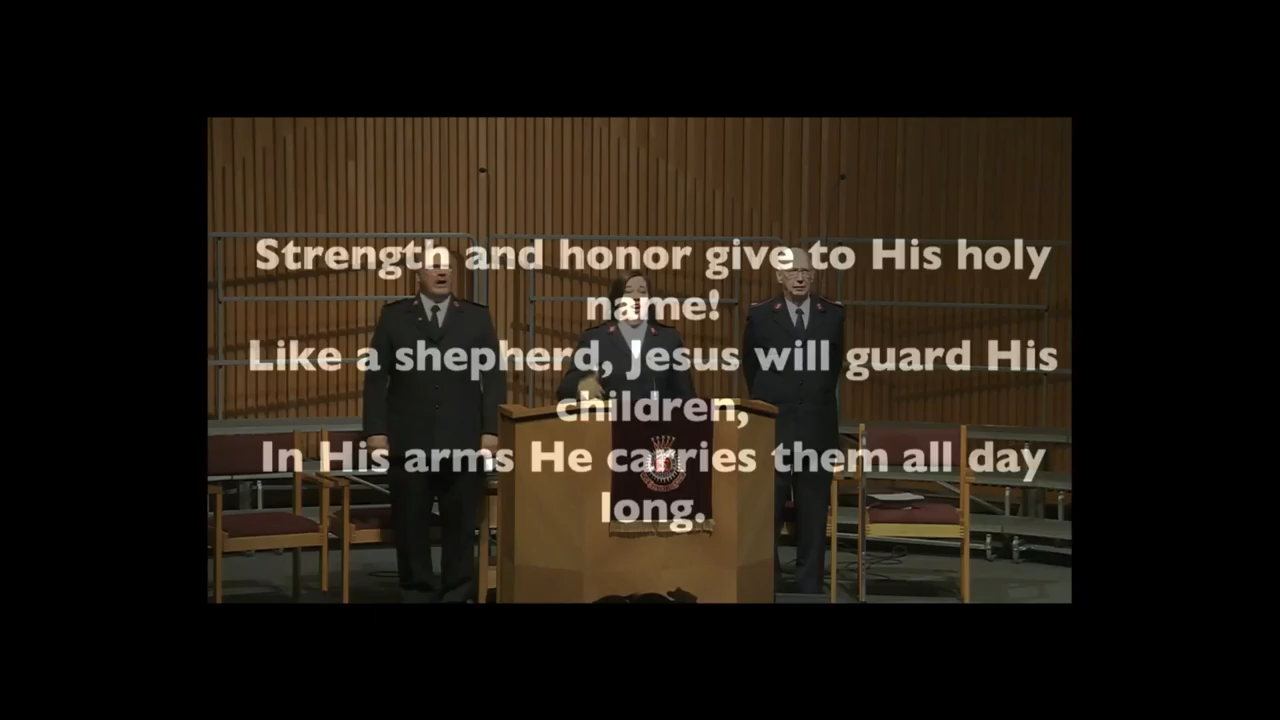 Strength and honor give to His holy
name!
Like a shepherd, Jesus will guard His
children,
In His arms He carries them all day
long.